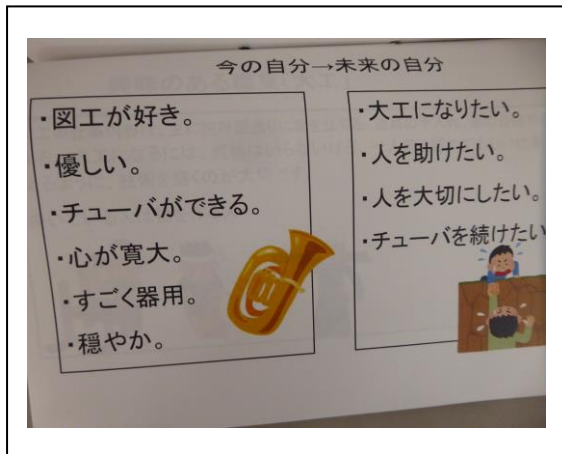 今の自分→未来の自分
・図工が好き。
・優しい。
・チューバができる。
・心が寛大。
・すごく器用。
・穏やか。
・大工になりたい。
・人を助けたい。
・人を大切にしたい。
・チューバを続けたい